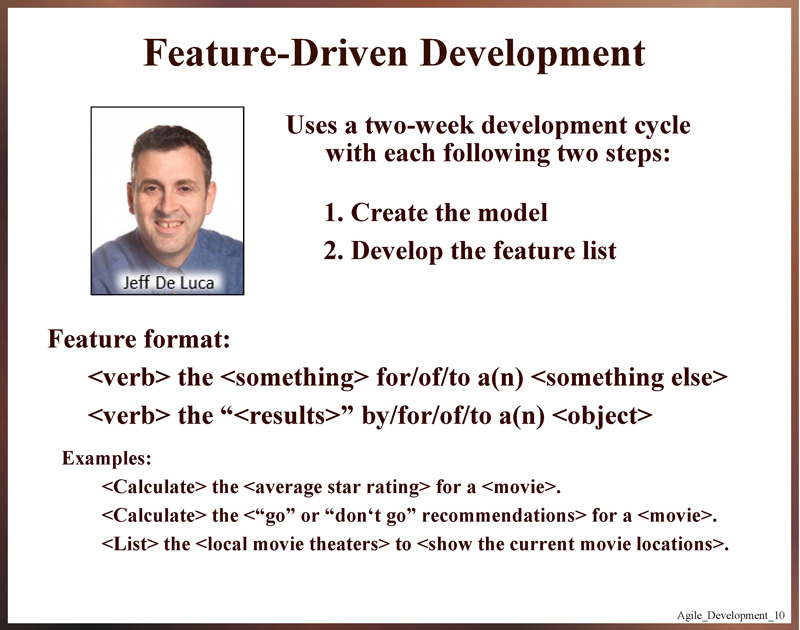 Feature-Driven Development
Uses a two-week development cycle
with each following two steps:
1. Create the model
2. Develop the feature list
Jeff De Luca
Feature format:
<verb> the <something> for/of/to a(n) <something else>
<verb> the “<results>” by/for/of/to a(n) <object>
Examples:
<Calculate> the <average star rating> for a <movie>.
<Calculate> the <“go” or “don‘t go” recommendations> for a <movie>.
<List> the <local movie theaters> to <show the current movie locations>.
Agile_Development_10